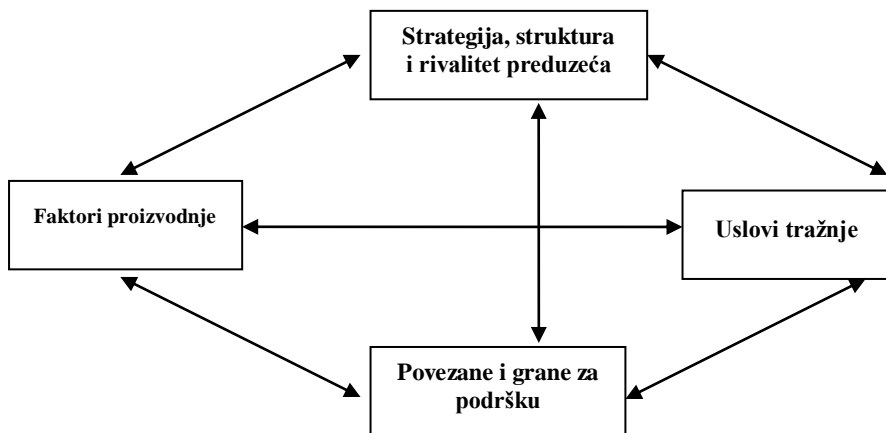 Strategija, struktura
i rivalitet preduzeća
Faktori proizvodnje
Uslovi tražnje
Povezane i grane za
podršku